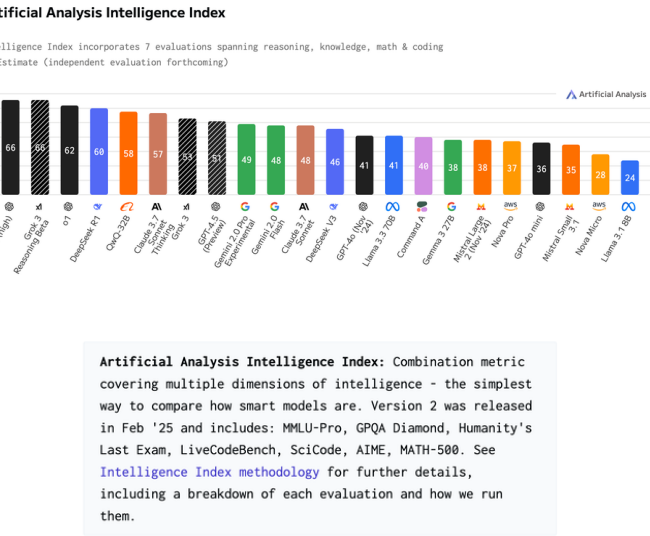 tificial Analysis Intelligence Index
elligence Index incorporates 7 evaluations spanning reasoning, knowledge, math & coding
Estimate (independent evaluation forthcoming)
Artificial Analysis
66 66 62 60 58 57 53 51 49 48 48 46 41 41 40 38 38 37 36 35 28 24
high)
Grok 3
Reasoning Beta
o1
DeepSeek R1
QwQ-32B
Claude 3.7
Sonnet
Thinking
Grok 3
GPT-4.5
(Preview)
Gemini 2.0 Pro
Experimental
Gemini 2.0
Flash
Claude 3.7
Sonnet
DeepSeek V3
GPT-4o (Nov
'24)
Llama 3.3 70B
Command A
Gemma 3 27B
Mistral Large
2 (Nov '24)
Nova Pro
GPT-4o mini
Mistral Small
3.1
Nova Micro
Llama 3.1 8B
aws
aws
Artificial Analysis Intelligence Index: Combination metric
covering multiple dimensions of intelligence - the simplest
way to compare how smart models are. Version 2 was released
in Feb '25 and includes: MMLU-Pro, GPQA Diamond, Humanity's
Last Exam, LiveCodeBench, SciCode, AIME, MATH-500. See
Intelligence Index methodology for further details,
including a breakdown of each evaluation and how we run
them.